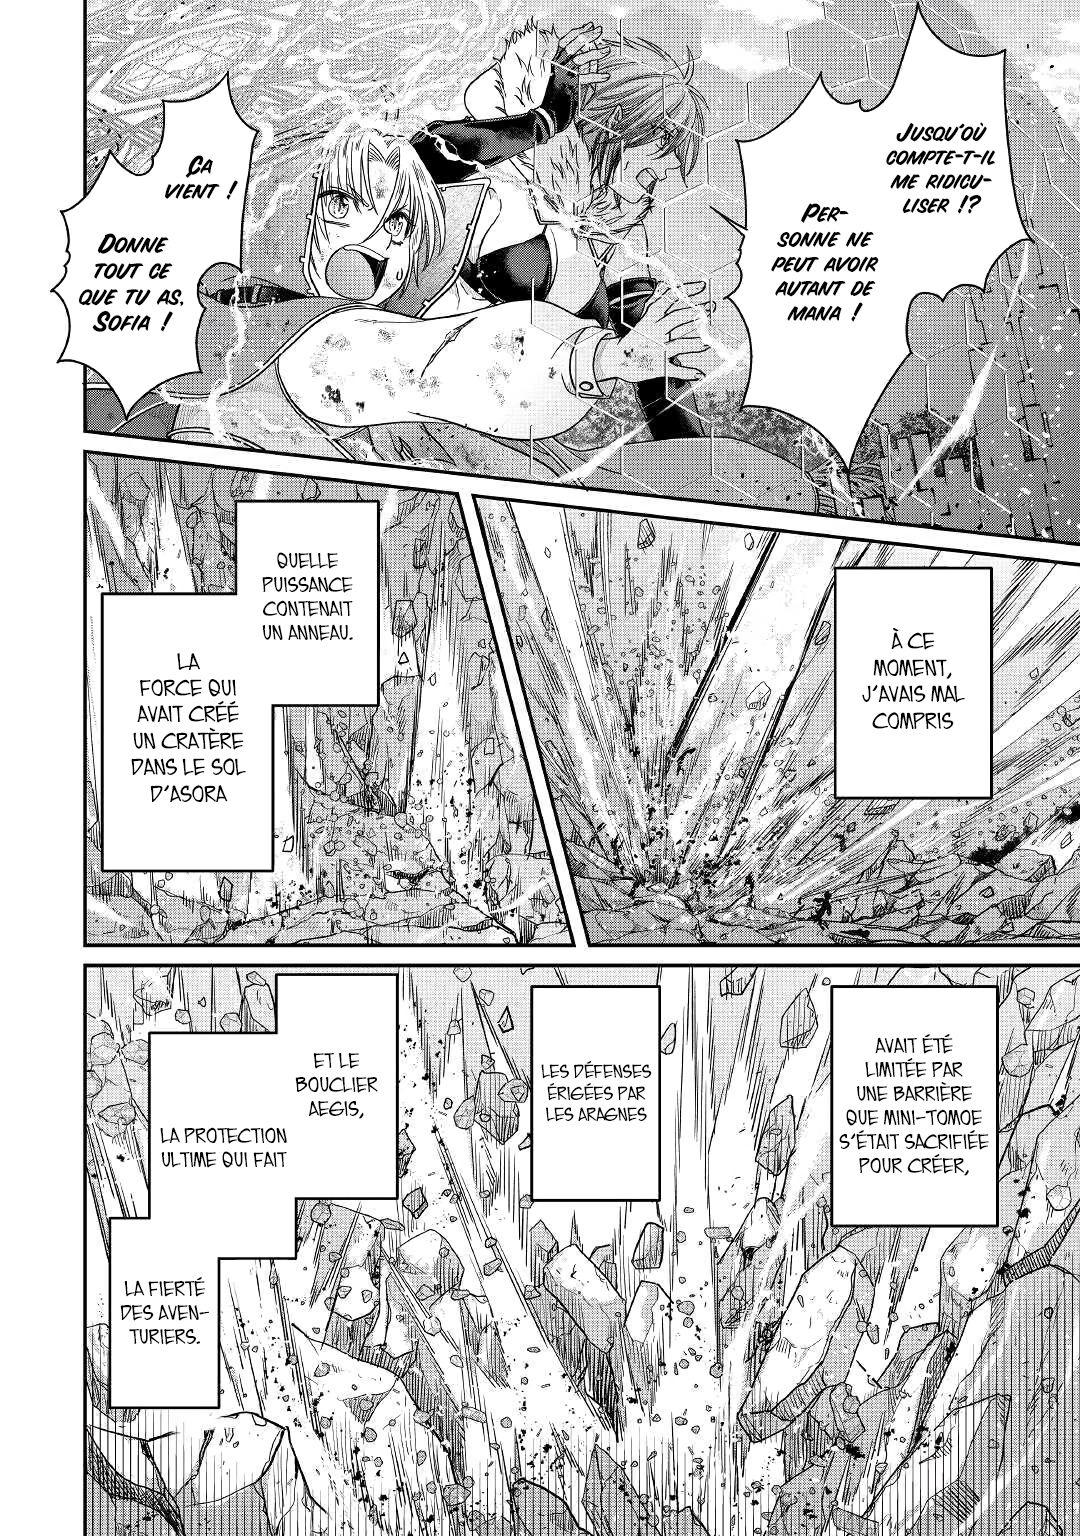 JUSQU'OÙ
COMPTE-T-IL
ME RIDICU-
LISER !?
PER-
SONNE NE
PEUT AVOIR
AUTANT DE
MANA !
ÇA
VIENT !
DONNE
TOUT CE
QUE TU AS,
SOFIA !
À CE
MOMENT,
J'AVAIS MAL
COMPRIS
QUELLE
PUISSANCE
CONTENAIT
UN ANNEAU.
LA
FORCE QUI
AVAIT CRÉÉ
UN CRATÈRE
DANS LE SOL
D'ASORA
AVAIT ÉTÉ
LIMITÉE PAR
UNE BARRIÈRE
QUE MINI-TOMOE
S'ÉTAIT SACRIFIÉE
POUR CRÉER,
LES DÉFENSES
ÉRIGÉES PAR
LES ARAGNES
ET LE
BOUCLIER
AEGIS,
LA PROTECTION
ULTIME QUI FAIT
LA FIERTÉ
DES AVEN-
TURIERS.